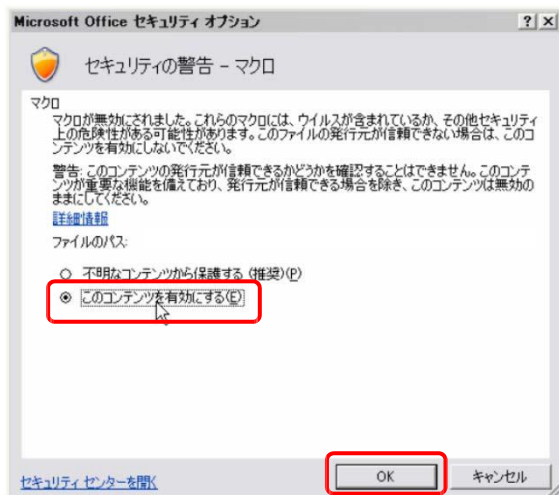 Microsoft Office セキュリティ オプション
セキュリティの警告 - マクロ
マクロ
マクロが無効にされました。これらのマクロには、ウイルスが含まれているか、その他セキュリティ
上の危険性がある可能性があります。このファイルの発行元が信頼できない場合は、このコ
ンテンツを有効にしないでください。
警告: このコンテンツの発行元が信頼できるかどうかを確認することはできません。このコンテ
ンツが重要な機能を備えており、発行元が信頼できる場合を除き、このコンテンツは無効の
ままにしてください。
詳細情報
ファイルのパス:
不明なコンテンツから保護する (推奨)(P)
このコンテンツを有効にする(E)
セキュリティ センターを開く
OK
キャンセル